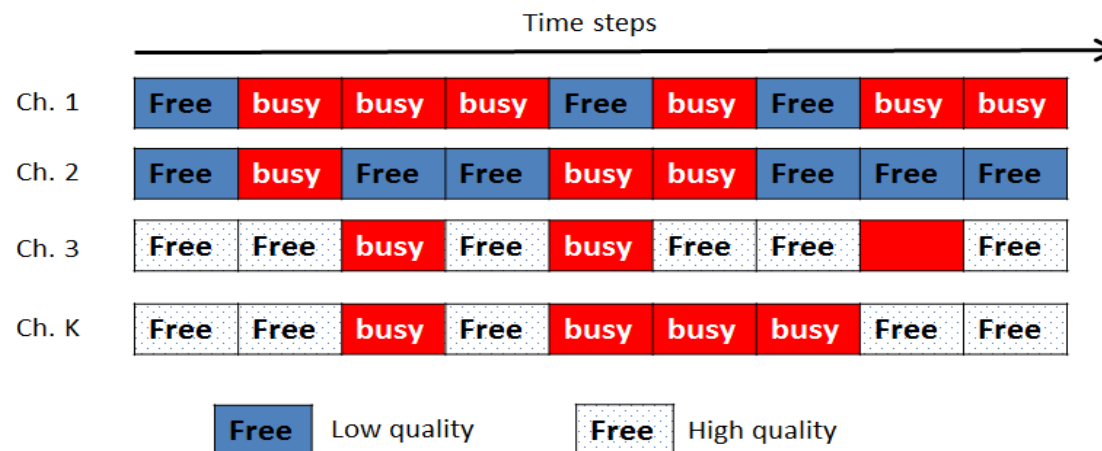 Time steps
Ch. 1 Free busy busy busy Free busy Free busy busy
Ch. 2 Free busy Free Free busy busy Free Free Free
Ch. 3 Free Free busy Free busy Free Free Free
Ch. K Free Free busy Free busy busy busy Free Free
Free Low quality Free High quality